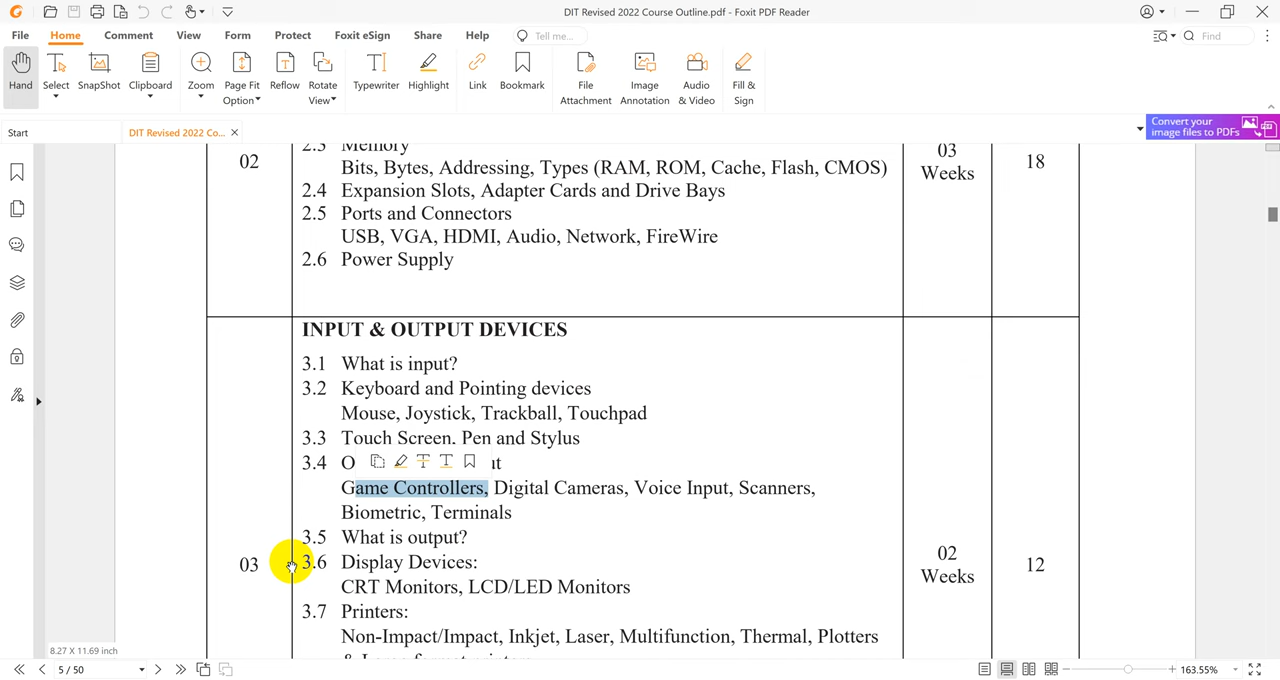 DIT Revised 2022 Course Outline.pdf - Foxit PDF Reader
File Home Comment View Form Protect Foxit eSign Share Help Tell me... Find
Hand Select SnapShot Clipboard Zoom Page Fit Option Reflow Rotate View Typewriter Highlight Link Bookmark File Attachment Image Annotation Audio & Video Fill & Sign
Start DIT Revised 2022 Co...
Convert your
image files to PDFs
02
2.3 Memory
Bits, Bytes, Addressing, Types (RAM, ROM, Cache, Flash, CMOS)
2.4 Expansion Slots, Adapter Cards and Drive Bays
2.5 Ports and Connectors
USB, VGA, HDMI, Audio, Network, FireWire
2.6 Power Supply
03
Weeks
18
INPUT & OUTPUT DEVICES
3.1 What is input?
3.2 Keyboard and Pointing devices
Mouse, Joystick, Trackball, Touchpad
3.3 Touch Screen, Pen and Stylus
3.4 O
Game Controllers, Digital Cameras, Voice Input, Scanners,
Biometric, Terminals
3.5 What is output?
03
3.6 Display Devices:
CRT Monitors, LCD/LED Monitors
3.7 Printers:
Non-Impact/Impact, Inkjet, Laser, Multifunction, Thermal, Plotters
02
Weeks
12
8.27 X 11.69 inch
5 / 50
163.55%